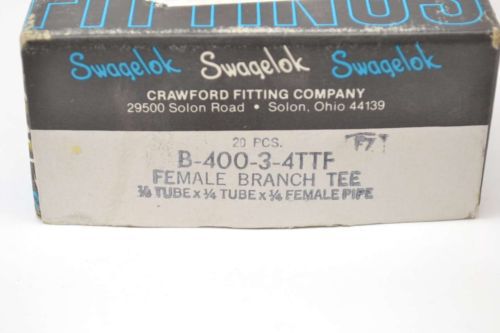 FITTINGS
Swagelok Swagelok Swagelok
CRAWFORD FITTING COMPANY
29500 Solon Road • Solon, Ohio 44139
20 PCS.
B-400-3-4TTF
FEMALE BRANCH TEE
¼ TUBE x ¼ TUBE x ¼ FEMALE PIPE